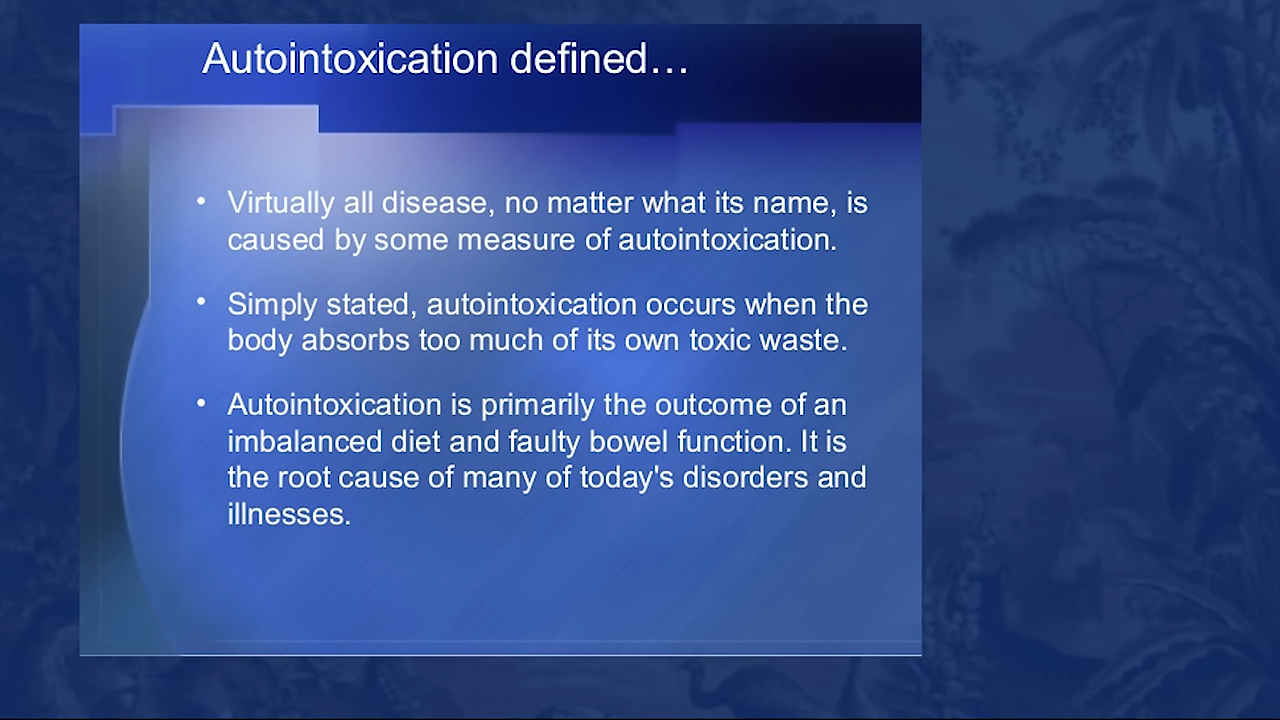 Autointoxication defined…
• Virtually all disease, no matter what its name, is
caused by some measure of autointoxication.
• Simply stated, autointoxication occurs when the
body absorbs too much of its own toxic waste.
• Autointoxication is primarily the outcome of an
imbalanced diet and faulty bowel function. It is
the root cause of many of today's disorders and
illnesses.